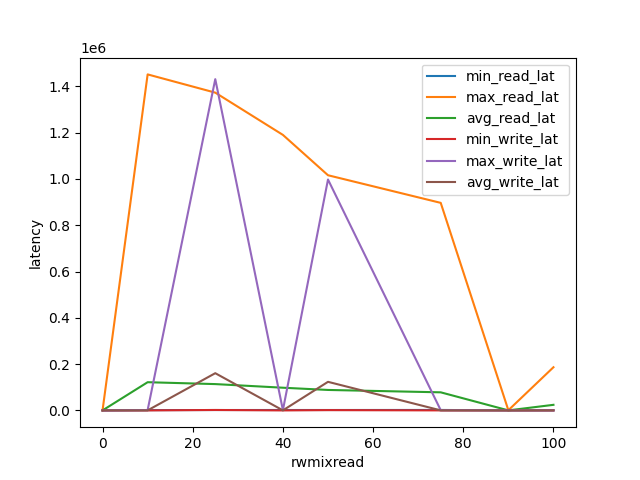 1e6
1.4
1.2
1.0
0.8
0.6
0.4
0.2
0.0
latency
min_read_lat
max_read_lat
avg_read_lat
min_write_lat
max_write_lat
avg_write_lat
0 20 40 60 80 100
rwmixread